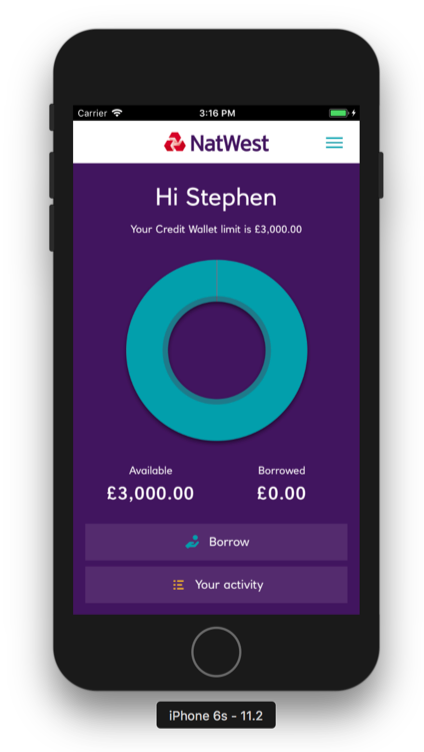 Carrier 3:16 PM
NatWest
Hi Stephen
Your Credit Wallet limit is £3,000.00
Available Borrowed
£3,000.00 £0.00
Borrow
Your activity
iPhone 6s - 11.2